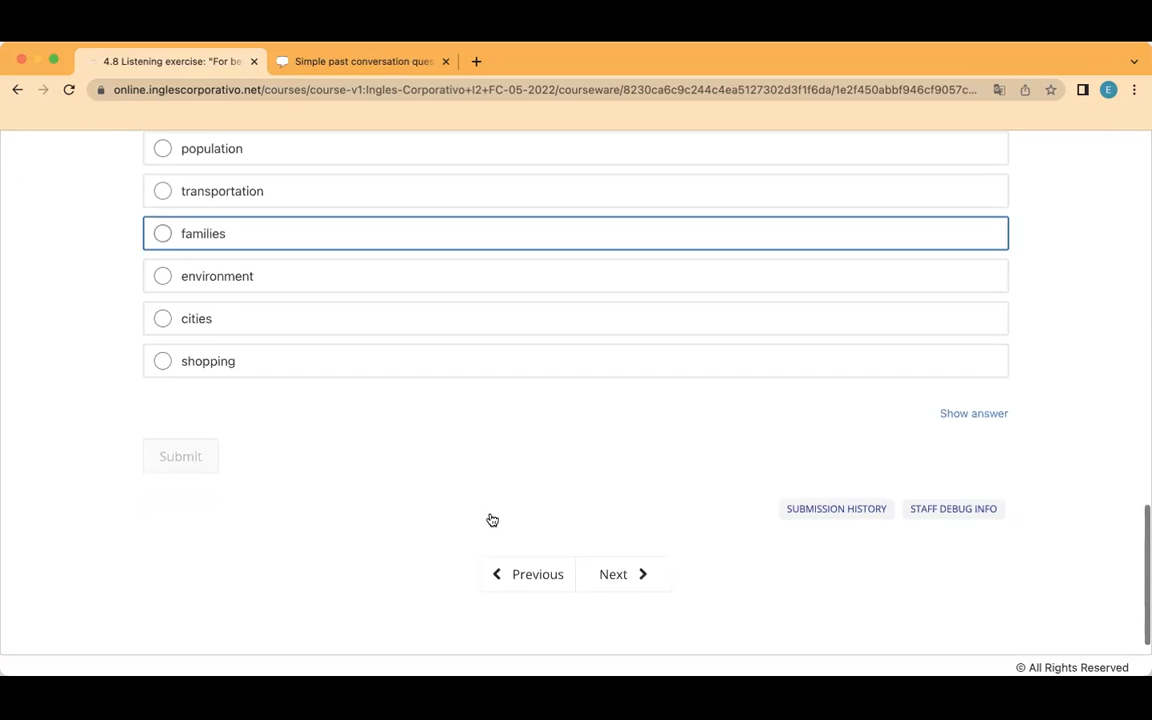 4.8 Listening exercise: "For be
Simple past conversation ques
online.inglescorporativo.net/courses/course-v1:Ingles-Corporativo+I2+FC-05-2022/courseware/8230ca6c9c244c4ea5127302d3f1f6da/1e2f450abbf946cf9057c...
E
population
transportation
families
environment
cities
shopping
Show answer
Submit
SUBMISSION HISTORY
STAFF DEBUG INFO
Previous
Next
© All Rights Reserved